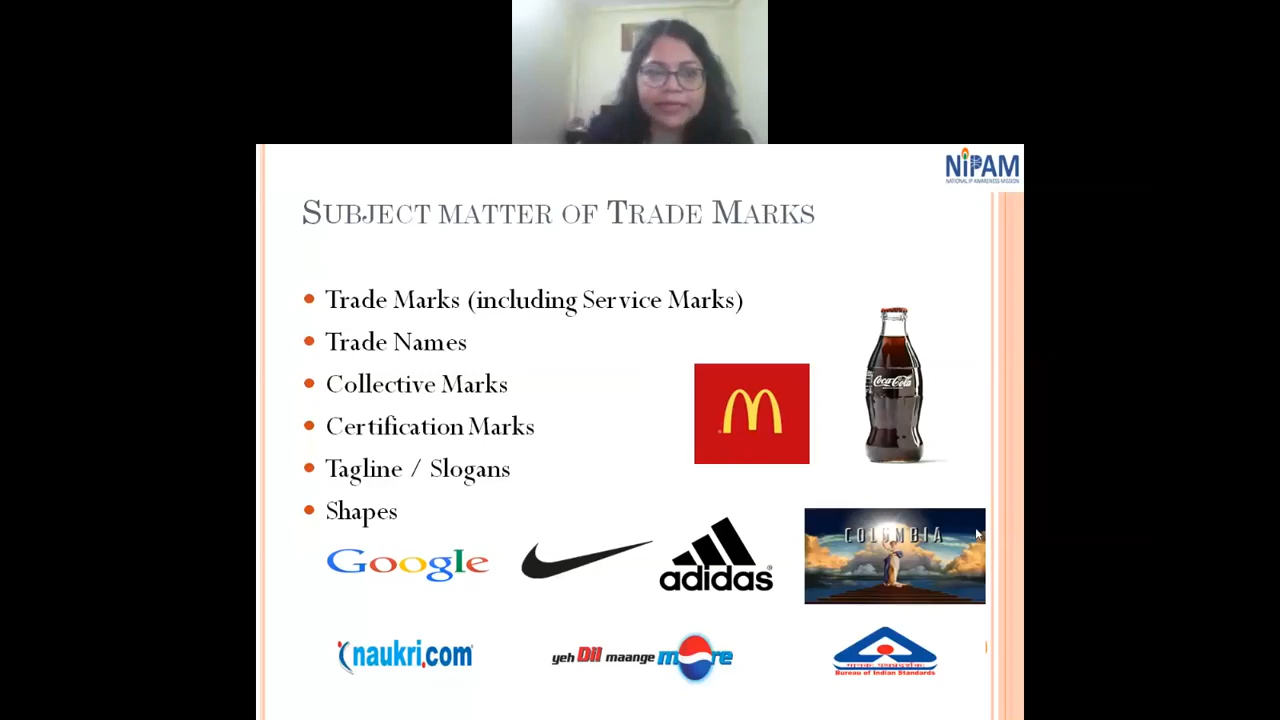 NiPAM
NATIONAL IP AWARENESS MISSION
SUBJECT MATTER OF TRADE MARKS
Trade Marks (including Service Marks)
Trade Names
Collective Marks
Certification Marks
Tagline / Slogans
Shapes
Coca-Cola
COLUMBIA
Google
adidas
naukri.com
yeh Dil maange more
Bureau of Indian Standards